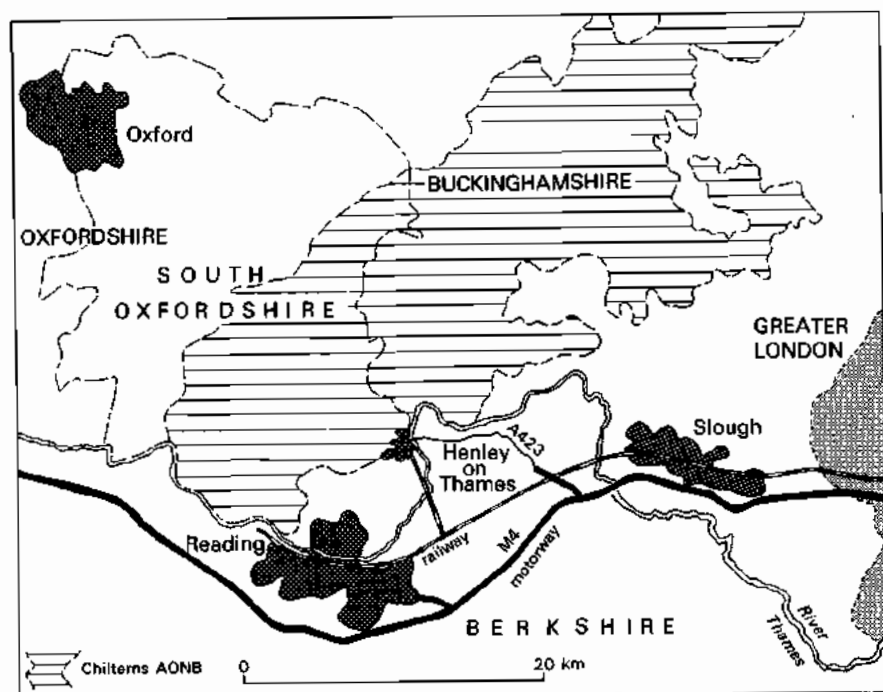 Oxford
BUCKINGHAMSHIRE
OXFORDSHIRE
SOUTH
OXFORDSHIRE
GREATER
LONDON
A423
Slough
Henley
on
Thames
Reading
railway
M4
motorway
BERKSHIRE
River
Thames
Chilterns AONB
0
20 km